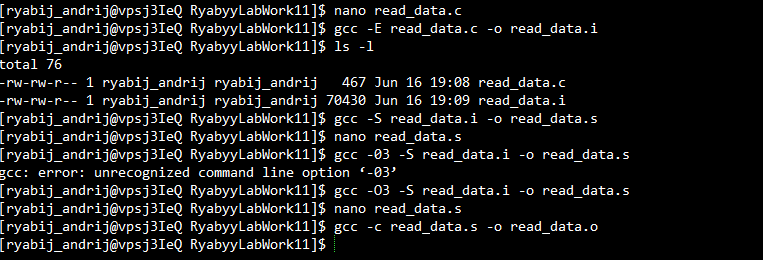 [ryabij_andrij@vpsj3IeQ RyabyyLabWork11]$ nano read_data.c
[ryabij_andrij@vpsj3IeQ RyabyyLabWork11]$ gcc -E read_data.c -o read_data.i
[ryabij_andrij@vpsj3IeQ RyabyyLabWork11]$ ls -l
total 76
-rw-rw-r-- 1 ryabij_andrij ryabij_andrij   467 Jun 16 19:08 read_data.c
-rw-rw-r-- 1 ryabij_andrij ryabij_andrij 70430 Jun 16 19:09 read_data.i
[ryabij_andrij@vpsj3IeQ RyabyyLabWork11]$ gcc -S read_data.i -o read_data.s
[ryabij_andrij@vpsj3IeQ RyabyyLabWork11]$ nano read_data.s
[ryabij_andrij@vpsj3IeQ RyabyyLabWork11]$ gcc -03 -S read_data.i -o read_data.s
gcc: error: unrecognized command line option ‘-03’
[ryabij_andrij@vpsj3IeQ RyabyyLabWork11]$ gcc -O3 -S read_data.i -o read_data.s
[ryabij_andrij@vpsj3IeQ RyabyyLabWork11]$ nano read_data.s
[ryabij_andrij@vpsj3IeQ RyabyyLabWork11]$ gcc -c read_data.s -o read_data.o
[ryabij_andrij@vpsj3IeQ RyabyyLabWork11]$